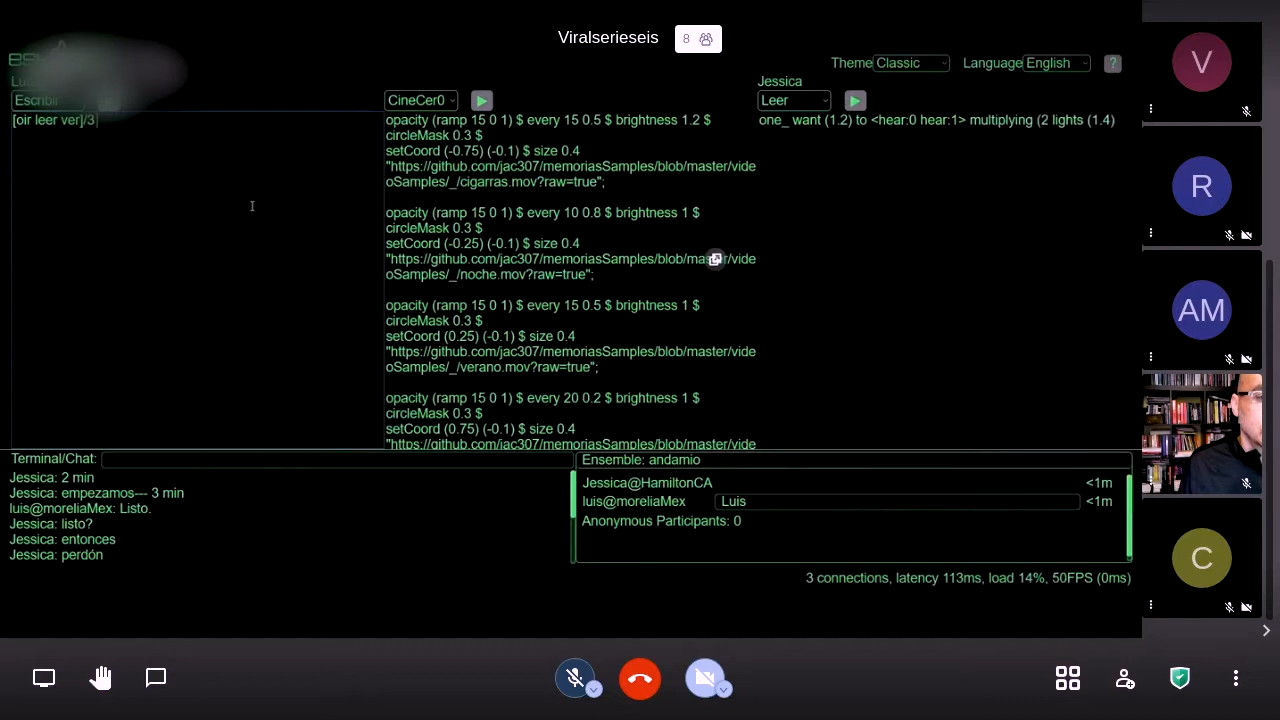 Viralserieseis
8
Theme Classic
Language English
?
Jessica
Escribir
CineCer0
Leer
[oir leer ver]/3
opacity (ramp 15 0 1) $ every 15 0.5 $ brightness 1.2 $
circleMask 0.3 $
setCoord (-0.75) (-0.1) $ size 0.4
"https://github.com/jac307/memoriasSamples/blob/master/vide
oSamples/_/cigarras.mov?raw=true";
opacity (ramp 15 0 1) $ every 10 0.8 $ brightness 1 $
circleMask 0.3 $
setCoord (-0.25) (-0.1) $ size 0.4
"https://github.com/jac307/memoriasSamples/blob/master/vide
oSamples/_/noche.mov?raw=true";
opacity (ramp 15 0 1) $ every 15 0.5 $ brightness 1 $
circleMask 0.3 $
setCoord (0.25) (-0.1) $ size 0.4
"https://github.com/jac307/memoriasSamples/blob/master/vide
oSamples/_/verano.mov?raw=true";
opacity (ramp 15 0 1) $ every 20 0.2 $ brightness 1 $
circleMask 0.3 $
setCoord (0.75) (-0.1) $ size 0.4
"https://github.com/jac307/memoriasSamples/blob/master/vide
one_ want (1.2) to <hear:0 hear:1> multiplying (2 lights (1.4)
Terminal/Chat:
Jessica: 2 min
Jessica: empezamos--- 3 min
luis@moreliaMex: Listo.
Jessica: listo?
Jessica: entonces
Jessica: perdón
Ensemble: andamio
Jessica@HamiltonCA <1m
luis@moreliaMex Luis <1m
Anonymous Participants: 0
3 connections, latency 113ms, load 14%, 50FPS (0ms)
V
R
AM
C